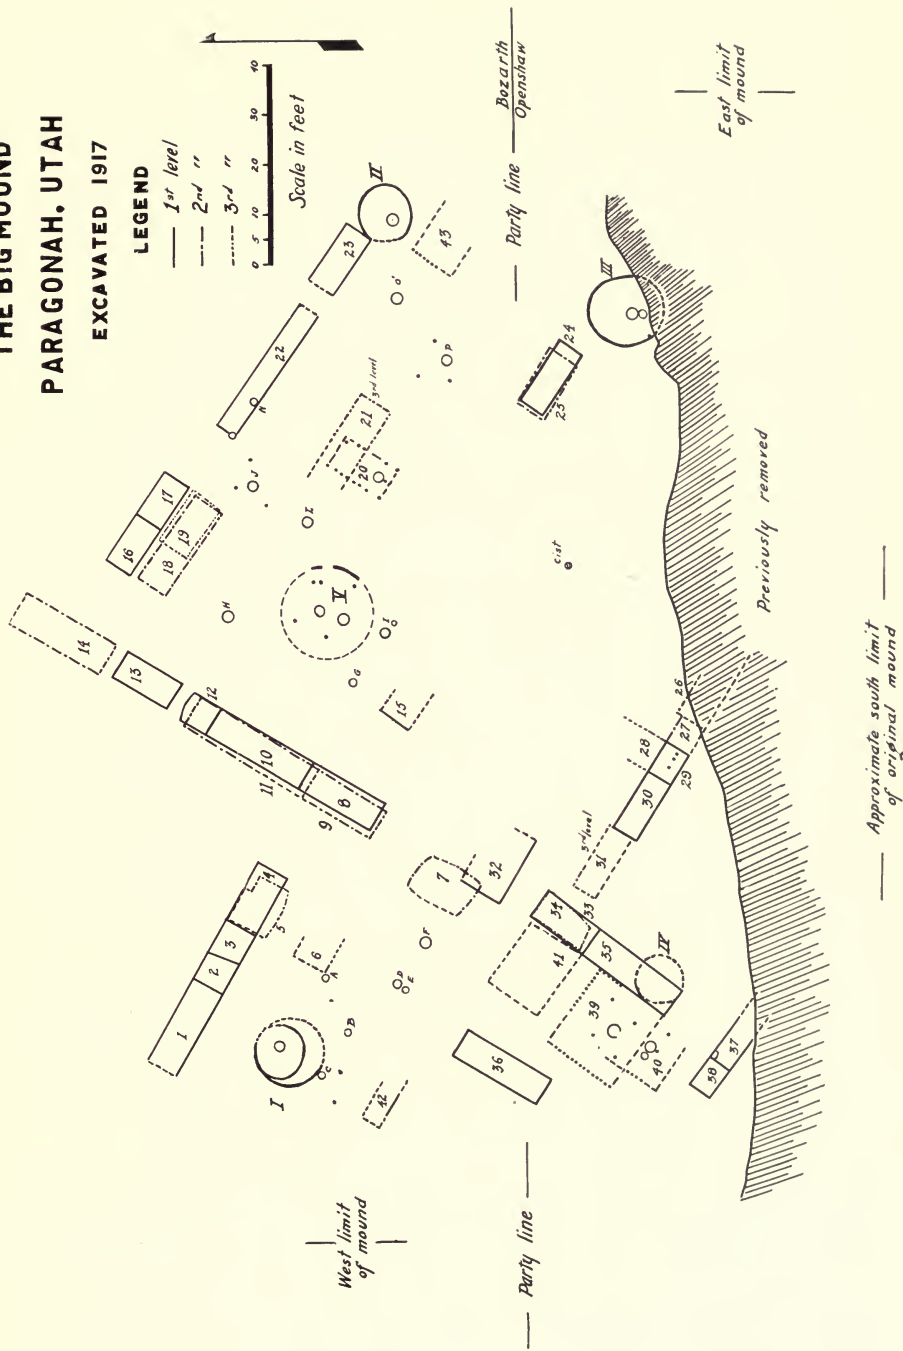 THE BIG MOUND
PARAGONAH, UTAH
EXCAVATED 1917
LEGEND
1st level
2nd "
3rd "
0 5 10 20 30 40
Scale in feet
Party line
Bozarth
Openshaw
East limit
of mound
West limit
of mound
Party line
Previously removed
Approximate south limit
of original mound
I
II
III
IV
V
1
2
3
14
5
6
7
8
9
10
11
12
13
14
15
16
17
18
19
20
21
3rd level
22
23
24
25
26
27
28
29
30
31
3rd level
32
33
34
35
36
37
38
39
40
41
42
43
A
B
C
D
E
F
G
H
I
J
P
O'
cist